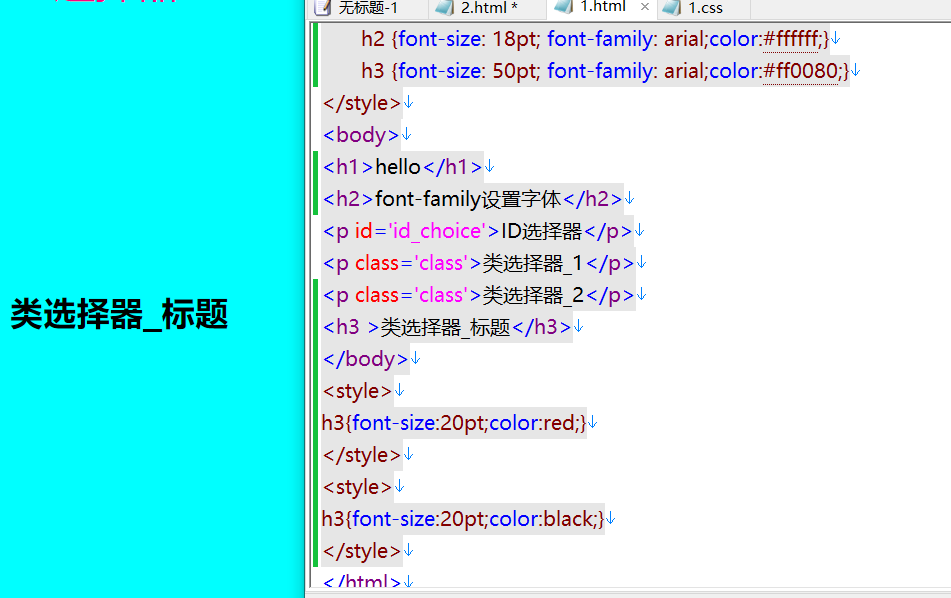 无标题-1 2.html * 1.html × 1.css
h2 {font-size: 18pt; font-family: arial;color:#ffffff;}↓
h3 {font-size: 50pt; font-family: arial;color:#ff0080;}↓
</style>↓
<body>↓
<h1>hello</h1>↓
<h2>font-family设置字体</h2>↓
<p id='id_choice'>ID选择器</p>↓
<p class='class'>类选择器_1</p>↓
<p class='class'>类选择器_2</p>↓
<h3 >类选择器_标题</h3>↓
</body>↓
<style>↓
h3{font-size:20pt;color:red;}↓
</style>↓
<style>↓
h3{font-size:20pt;color:black;}↓
</style>↓
</html>↓
类选择器_标题